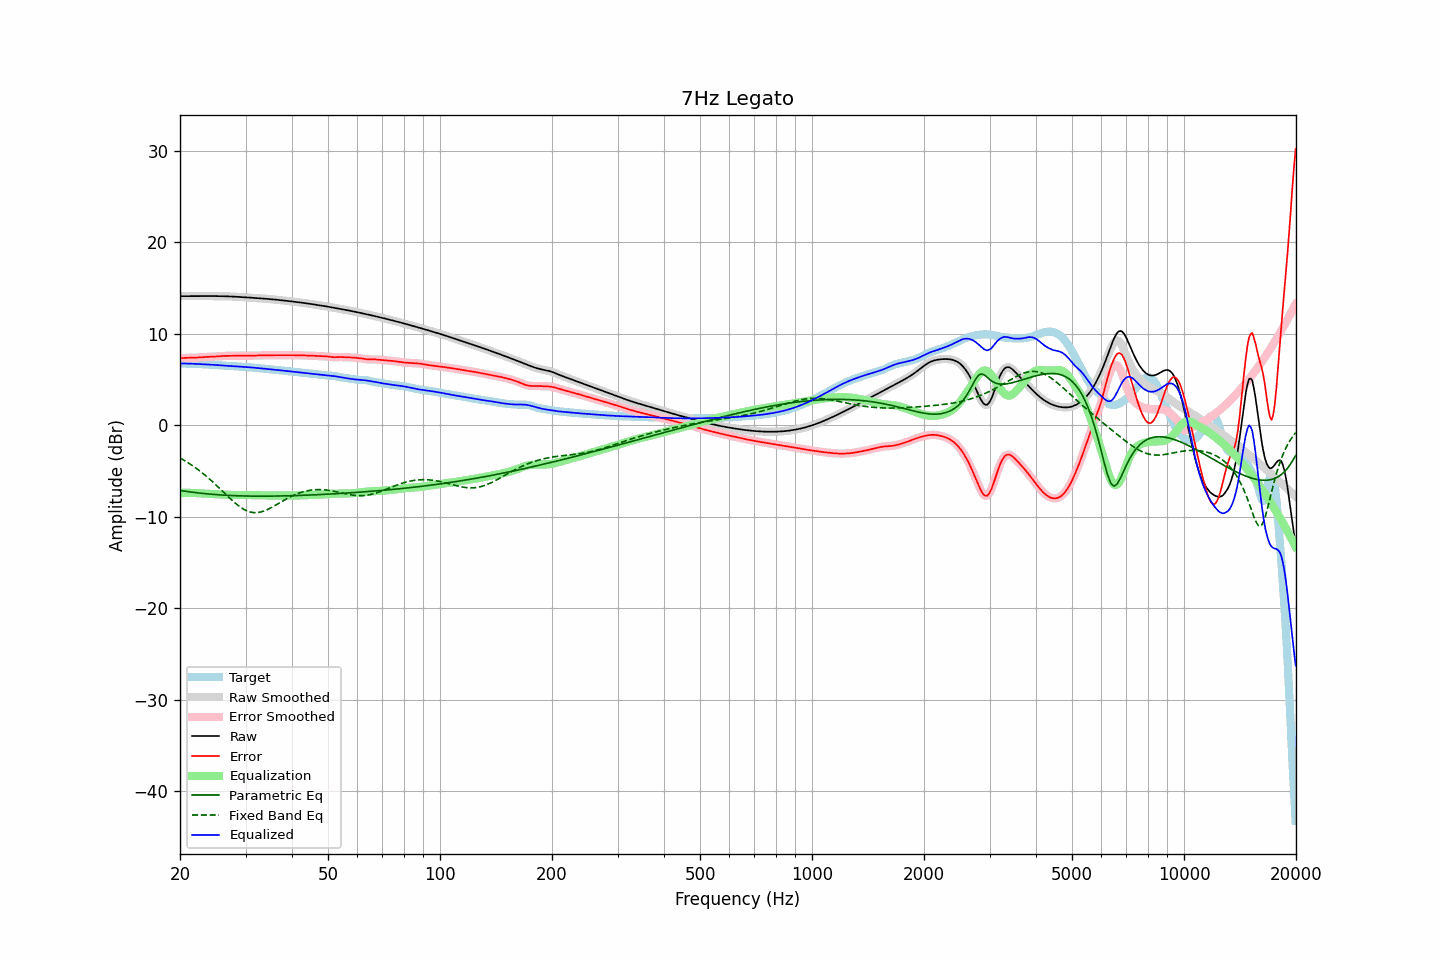 7Hz Legato
30
20
10
0
−10
−20
−30
−40
Amplitude (dBr)
Target
Raw Smoothed
Error Smoothed
Raw
Error
Equalization
Parametric Eq
Fixed Band Eq
Equalized
20 50 100 200 500 1000 2000 5000 10000 20000
Frequency (Hz)